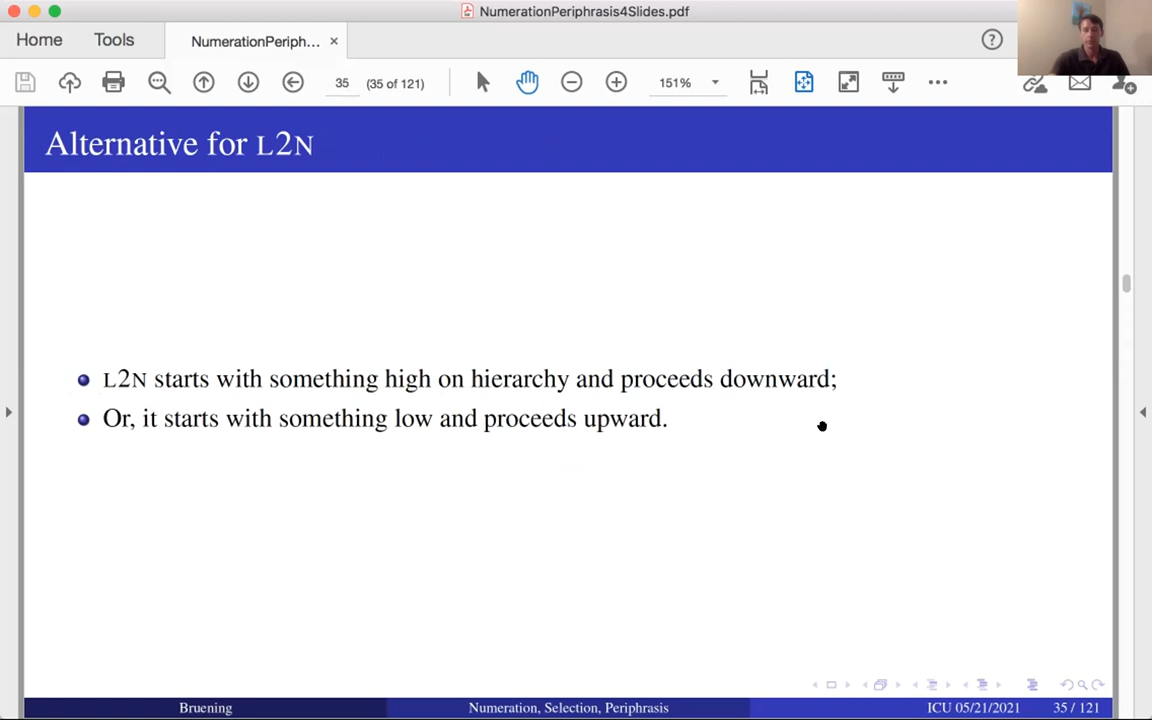 NumerationPeriphrasis4Slides.pdf
Home Tools NumerationPeriph... ×
35 (35 of 121) 151%
Alternative for L2N
L2N starts with something high on hierarchy and proceeds downward;
Or, it starts with something low and proceeds upward.
Bruening Numeration, Selection, Periphrasis ICU 05/21/2021 35 / 121